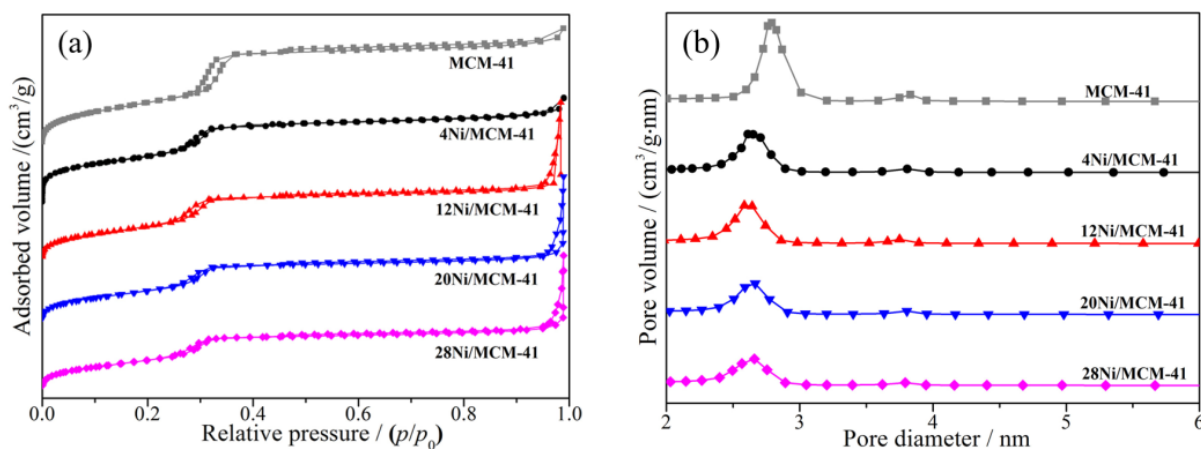 (a)
MCM-41
4Ni/MCM-41
12Ni/MCM-41
20Ni/MCM-41
28Ni/MCM-41
Adsorbed volume /(cm³/g)
0.0 0.2 0.4 0.6 0.8 1.0
Relative pressure / (p/p₀)
(b)
MCM-41
4Ni/MCM-41
12Ni/MCM-41
20Ni/MCM-41
28Ni/MCM-41
Pore volume / (cm³/g·nm)
2 3 4 5 6
Pore diameter / nm